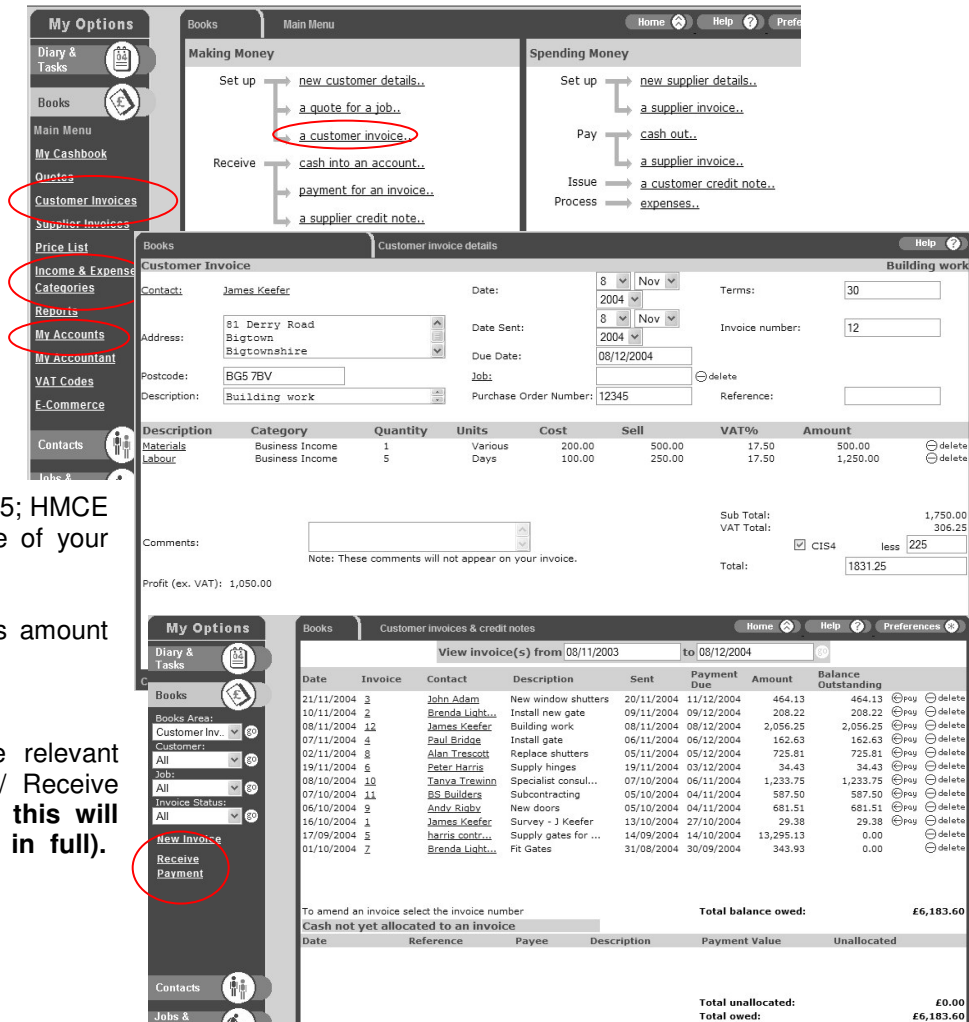 My Options
Diary &
Tasks
Books
Main Menu
My Cashbook
Quotes
Customer Invoices
Supplier Invoices
Price List
Income & Expense
Categories
Reports
My Accounts
My Accountant
VAT Codes
E-Commerce
Contacts
Jobs &
Books Main Menu Home Help ? Prefe
Making Money
Set up new customer details..
a quote for a job..
a customer invoice..
Receive cash into an account..
payment for an invoice..
a supplier credit note..
Spending Money
Set up new supplier details..
a supplier invoice..
Pay cash out..
a supplier invoice..
Issue a customer credit note..
Process expenses..
Books Customer invoice details Help ?
Customer Invoice Building work
Contact: James Keefer Date: 8 Nov 2004 Terms: 30
Address: 81 Derry Road
Bigtown
Bigtownshire
Date Sent: 8 Nov 2004 Invoice number: 12
Due Date: 08/12/2004
Postcode: BG5 7BV Job: delete
Description: Building work Purchase Order Number: 12345 Reference:
Description Category Quantity Units Cost Sell VAT% Amount
Materials Business Income 1 Various 200.00 500.00 17.50 500.00 delete
Labour Business Income 5 Days 100.00 250.00 17.50 1,250.00 delete
Sub Total: 1,750.00
VAT Total: 306.25
Comments: CIS4 less 225
Note: These comments will not appear on your invoice.
Total: 1831.25
Profit (ex. VAT): 1,050.00
5; HMCE
e of your
s amount
e relevant
/ Receive
this will
in full).
My Options
Diary &
Tasks
Books
Books Area:
Customer Inv.. go
Customer:
All go
Job:
All go
Invoice Status:
All go
New Invoice
Receive
Payment
Contacts
Jobs &
Books Customer invoices & credit notes Home Help ? Preferences
View invoice(s) from 08/11/2003 to 08/12/2004 go
Date Invoice Contact Description Sent Payment Due Amount Balance Outstanding
21/11/2004 3 John Adam New window shutters 20/11/2004 11/12/2004 464.13 464.13 pay delete
10/11/2004 2 Brenda Light... Install new gate 09/11/2004 09/12/2004 208.22 208.22 pay delete
08/11/2004 12 James Keefer Building work 08/11/2004 08/12/2004 2,056.25 2,056.25 pay delete
07/11/2004 4 Paul Bridge Install gate 06/11/2004 06/12/2004 162.63 162.63 pay delete
02/11/2004 8 Alan Trescott Replace shutters 05/11/2004 05/12/2004 725.81 725.81 pay delete
19/11/2004 6 Peter Harris Supply hinges 19/11/2004 03/12/2004 34.43 34.43 pay delete
08/10/2004 10 Tanya Trewinn Specialist consul... 07/10/2004 06/11/2004 1,233.75 1,233.75 pay delete
07/10/2004 11 BS Builders Subcontracting 05/10/2004 04/11/2004 587.50 587.50 pay delete
06/10/2004 9 Andy Rigby New doors 05/10/2004 04/10/2004 681.51 681.51 pay delete
16/10/2004 1 James Keefer Survey - J Keefer 13/10/2004 27/10/2004 29.38 29.38 pay delete
17/09/2004 5 harris contr... Supply gates for ... 14/09/2004 14/10/2004 13,295.13 0.00 delete
01/10/2004 7 Brenda Light... Fit Gates 31/08/2004 30/09/2004 343.93 0.00 delete
To amend an invoice select the invoice number Total balance owed: £6,183.60
Cash not yet allocated to an invoice
Date Reference Payee Description Payment Value Unallocated
Total unallocated: £0.00
Total owed: £6,183.60